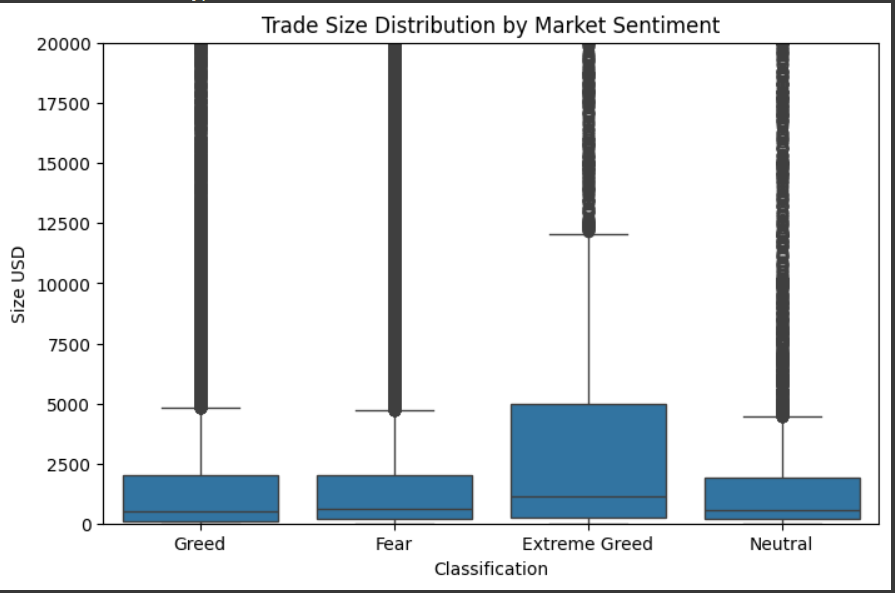 Trade Size Distribution by Market Sentiment
20000
17500
15000
12500
10000
7500
5000
2500
0
Size USD
Greed Fear Extreme Greed Neutral
Classification